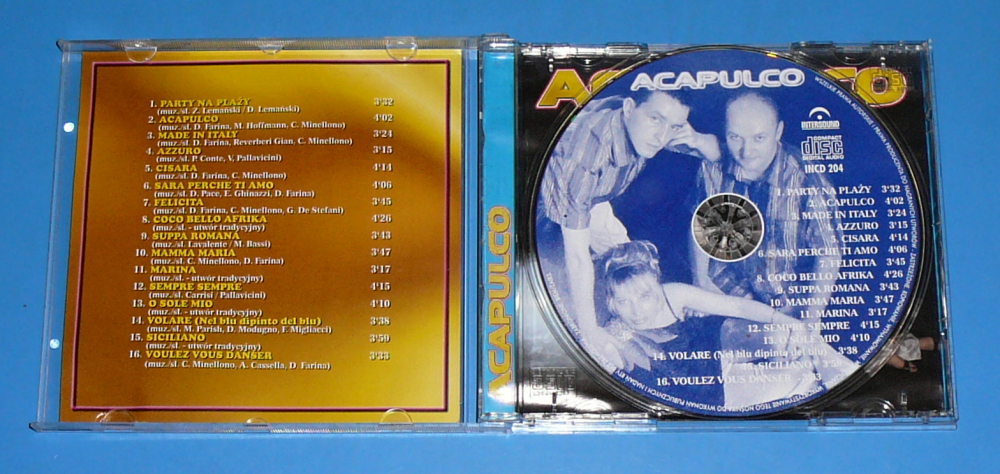 1. PARTY NA PLAŻY 3'32
(muz./sł. Z. Lemański / D. Lemański)
2. ACAPULCO 4'02
(muz./sł. D. Farina, M. Hoffmann, C. Minellono)
3. MADE IN ITALY 3'24
(muz./sł. D. Farina, Reverberi Gian, C. Minellono)
4. AZZURO 3'15
(muz./sł. P. Conte, V, Pallavicini)
5. CISARA 4'14
(muz./sł. D. Farina, C. Minellono)
6. SARA PERCHE TI AMO 4'06
(muz./sł. D. Pace, E. Ghinazzi, D. Farina)
7. FELICITA 3'45
(muz./sł. D. Farina, C. Minellono, G. De Stefani)
8. COCO BELLO AFRIKA 4'26
(muz./sł. - utwór tradycyjny)
9. SUPPA ROMANA 3'43
(muz./sł. Lavalente / M. Bassi)
10. MAMMA MARIA 3'47
(muz./sł. C. Minellono, D. Farina)
11. MARINA 3'17
(muz./sł. - utwór tradycyjny)
12. SEMPRE SEMPRE 4'15
(muz./sł. Carrisi / Pallavicini)
13. O SOLE MIO 4'10
(muz./sł. - utwór tradycyjny)
14. VOLARE (Nel blu dipinto del blu) 3'38
(muz./sł. M. Parish, D. Modugno, F. Migliacci)
15. SICILIANO 3'59
(muz./sł. - utwór tradycyjny)
16. VOULEZ VOUS DANSER 3'33
(muz./sł. C. Minellono, A. Cassella, D. Farina)
ACAPULCO
ACAPULCO
INTERSOUND
COMPACT
disc
DIGITAL AUDIO
INCD 204
1. PARTY NA PLAŻY 3'32
2. ACAPULCO 4'02
3. MADE IN ITALY 3'24
4. AZZURO 3'15
5. CISARA 4'14
6. SARA PERCHE TI AMO 4'06
7. FELICITA 3'45
8. COCO BELLO AFRIKA 4'26
9. SUPPA ROMANA 3'43
10. MAMMA MARIA 3'47
11. MARINA 3'17
12. SEMPRE SEMPRE 4'15
13. O SOLE MIO 4'10
14. VOLARE (Nel blu dipinto del blu) 3'38
15. SICILIANO 3'59
16. VOULEZ VOUS DANSER 3'33